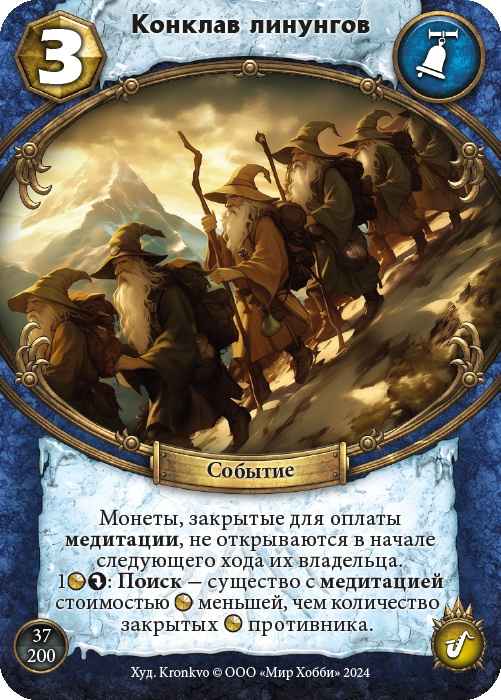 3
Конклав линунгов
Событие
Монеты, закрытые для оплаты
медитации, не открываются в начале
следующего хода их владельца.
1: Поиск — существо с медитацией
стоимостью меньшей, чем количество
закрытых противника.
37
200
Худ. Kronkvo © ООО «Мир Хобби» 2024